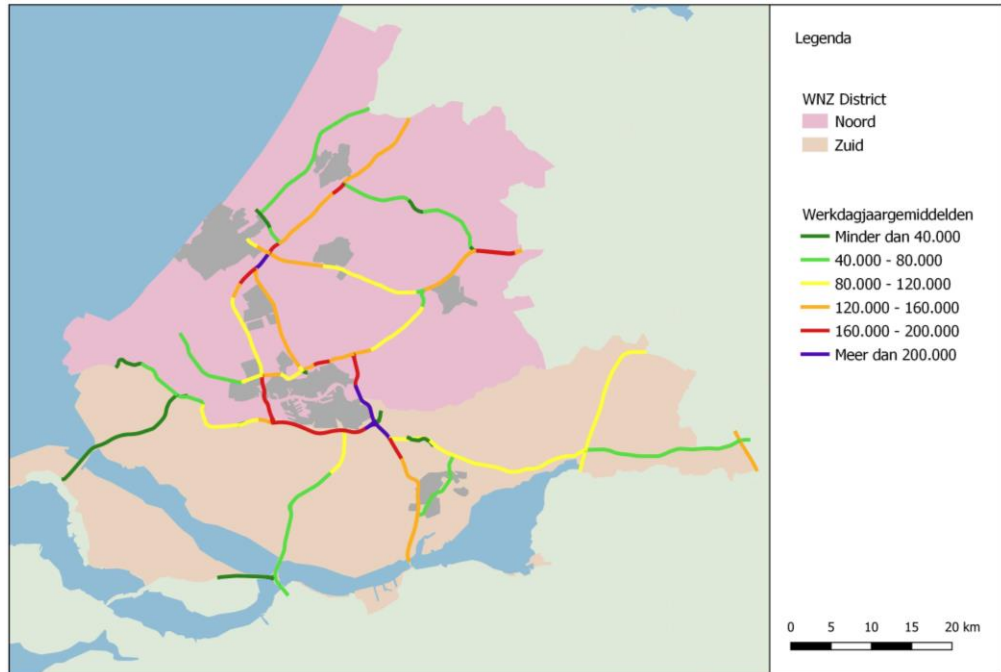 Legenda
WNZ District
Noord
Zuid
Werkdagjaargemiddelden
Minder dan 40.000
40.000 - 80.000
80.000 - 120.000
120.000 - 160.000
160.000 - 200.000
Meer dan 200.000
0 5 10 15 20 km